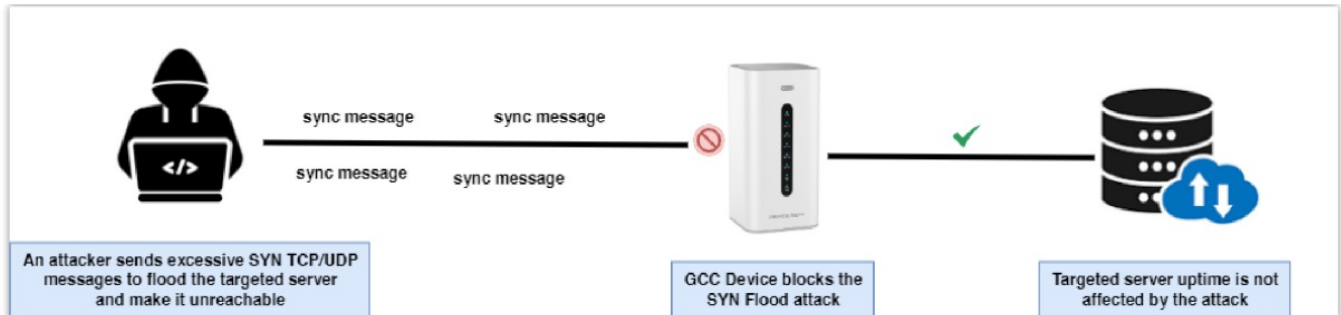 sync message
sync message
sync message
sync message
</>
An attacker sends excessive SYN TCP/UDP
messages to flood the targeted server
and make it unreachable
GCC Device blocks the
SYN Flood attack
Targeted server uptime is not
affected by the attack